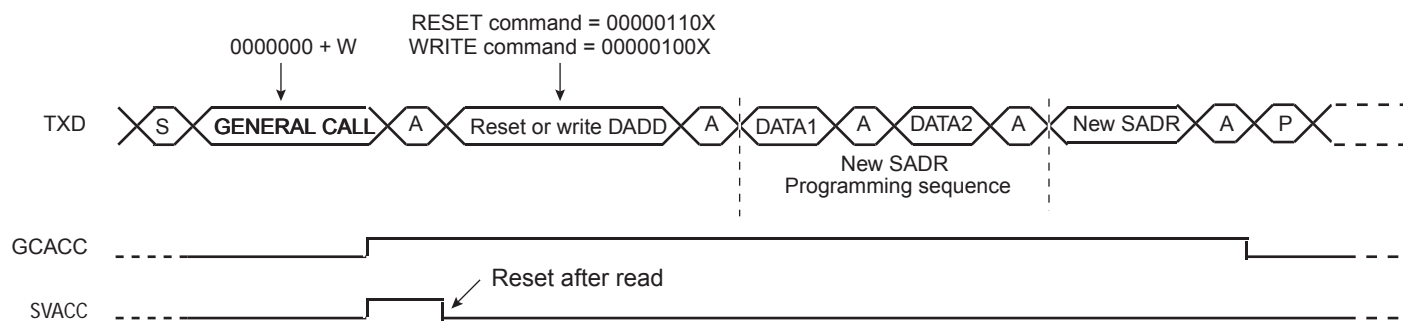 RESET command = 00000110X
0000000 + W
WRITE command = 00000100X
TXD S GENERAL CALL A Reset or write DADD A DATA1 A DATA2 A New SADR A P
New SADR
Programming sequence
GCACC
Reset after read
SVACC